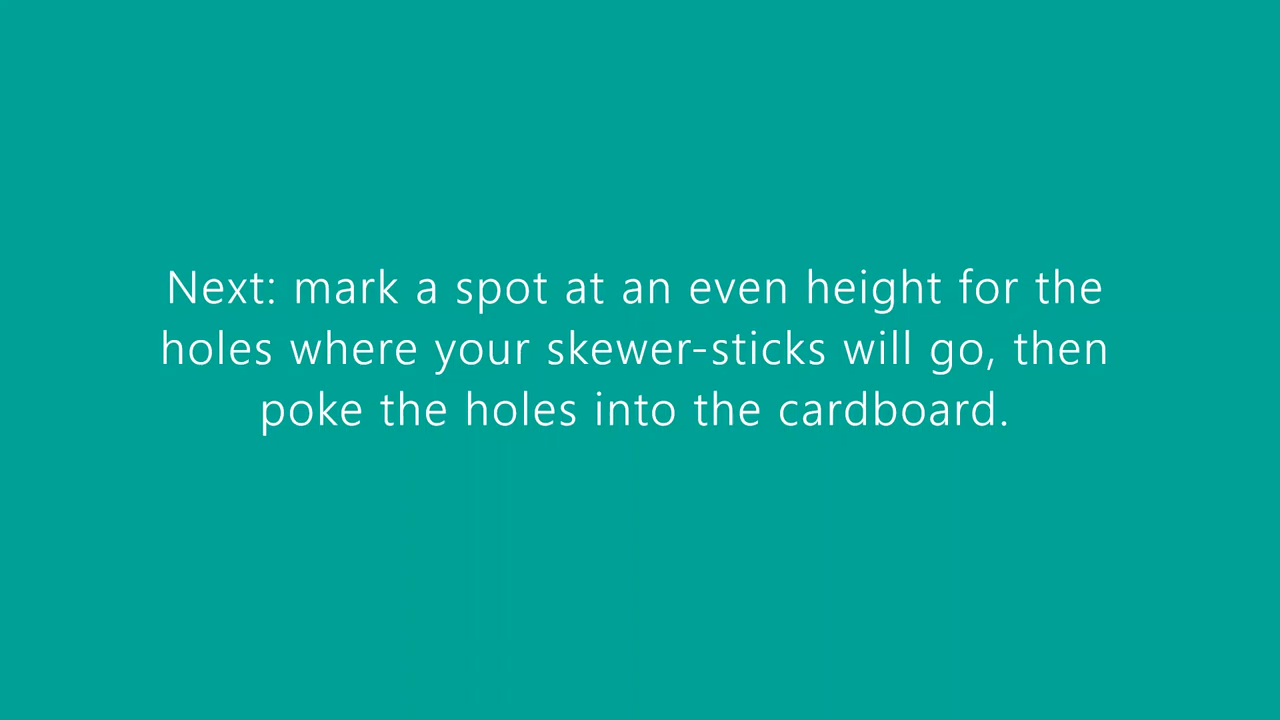 Next: mark a spot at an even height for the
holes where your skewer-sticks will go, then
poke the holes into the cardboard.